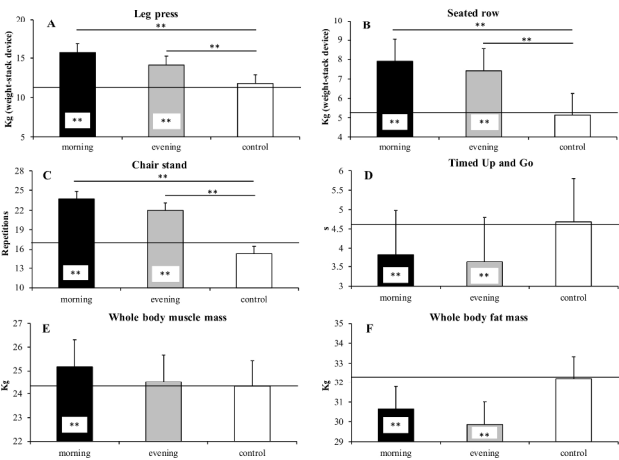 A
Leg press
Kg (weight-stack device)
20
15
10
5
**
**
**
**
morning
evening
control
B
Seated row
Kg (weight-stack device)
10
9
8
7
6
5
4
**
**
**
**
morning
evening
control
C
Chair stand
Repetitions
28
25
22
19
16
13
10
**
**
**
**
morning
evening
control
D
Timed Up and Go
s
6
5.5
5
4.5
4
3.5
3
**
**
morning
evening
control
E
Whole body muscle mass
Kg
27
26
25
24
23
22
**
morning
evening
control
F
Whole body fat mass
Kg
35
34
33
32
31
30
29
**
**
morning
evening
control